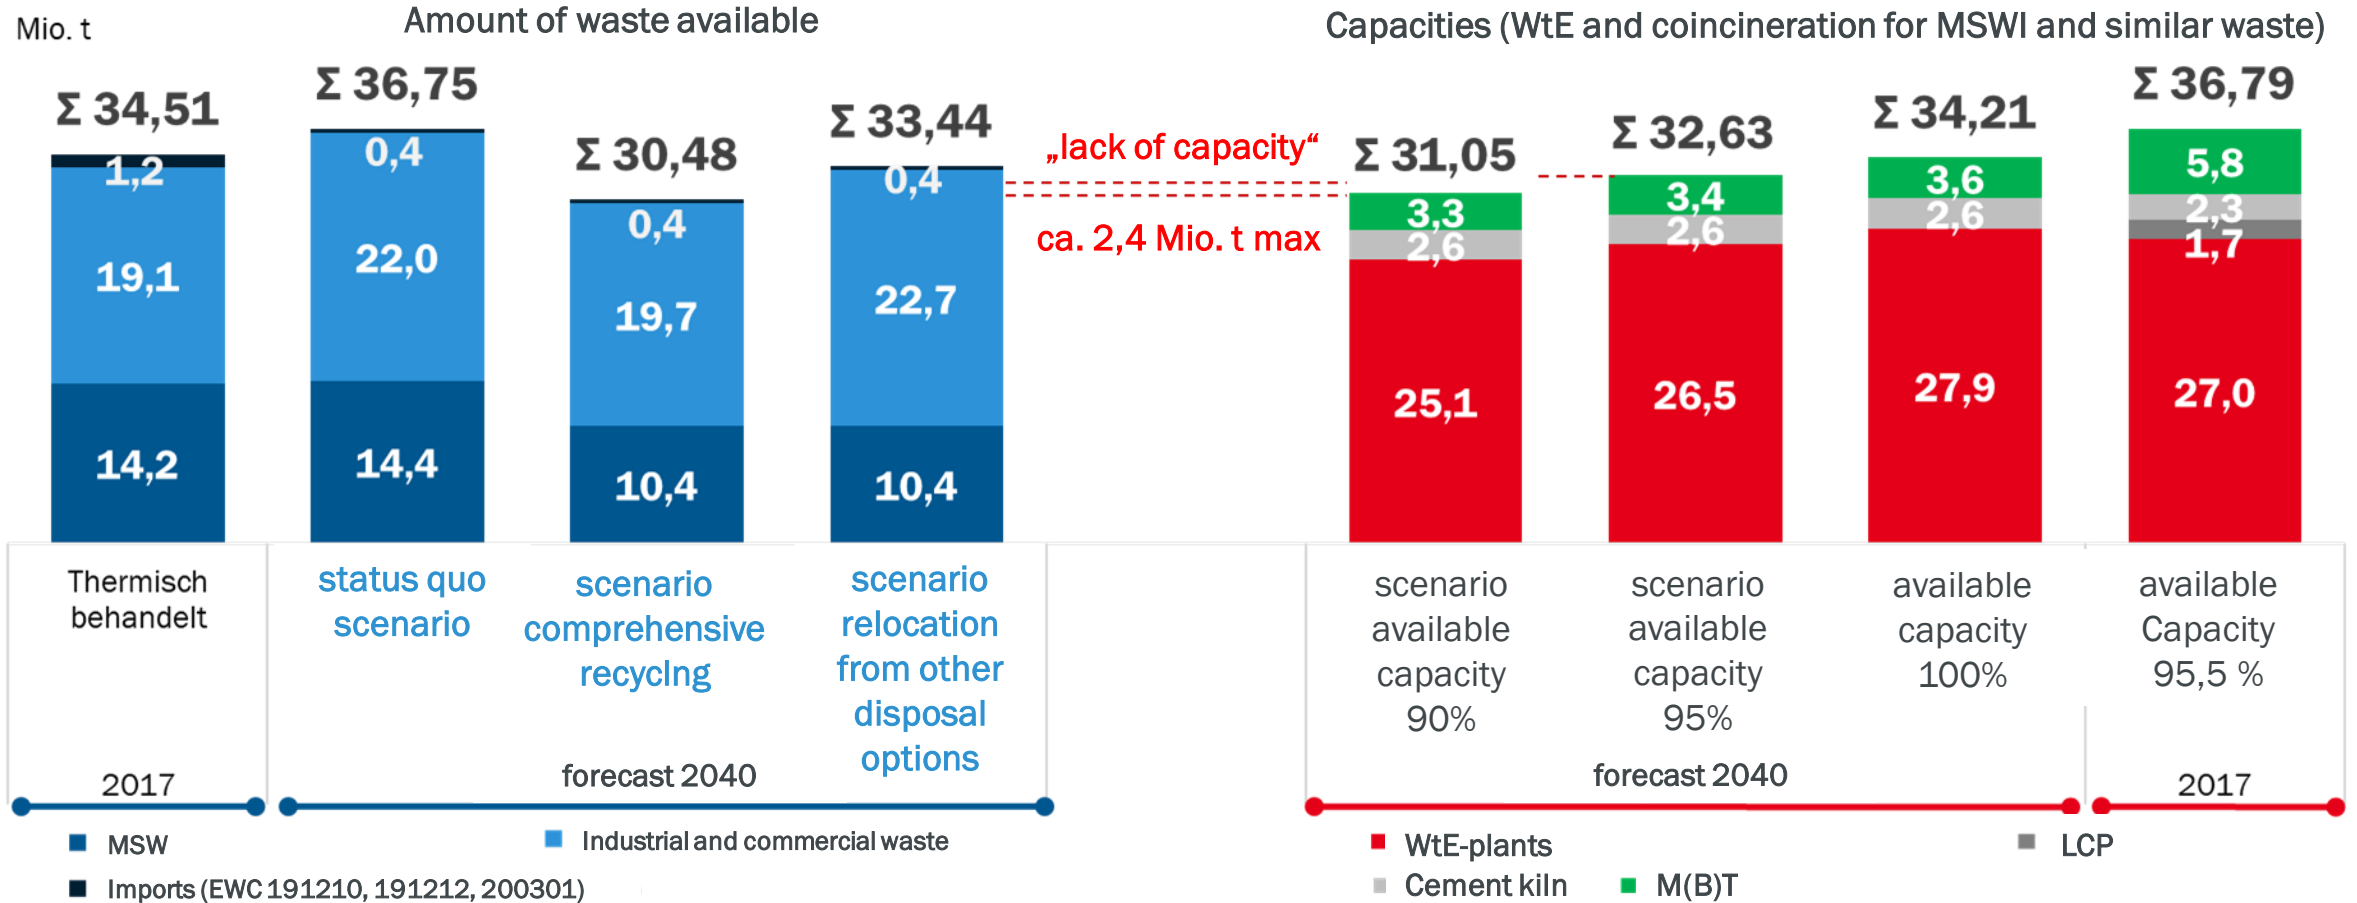 Mio. t
Amount of waste available
Capacities (WtE and coincineration for MSWI and similar waste)
Σ 34,51
Σ 36,75
Σ 30,48
Σ 33,44
„lack of capacity“
ca. 2,4 Mio. t max
Σ 31,05
Σ 32,63
Σ 34,21
Σ 36,79
1,2
19,1
14,2
0,4
22,0
14,4
0,4
19,7
10,4
0,4
22,7
10,4
3,3
2,6
25,1
3,4
2,6
26,5
3,6
2,6
27,9
5,8
2,3
1,7
27,0
Thermisch
behandelt
status quo
scenario
scenario
comprehensive
recyclng
scenario
relocation
from other
disposal
options
scenario
available
capacity
90%
scenario
available
capacity
95%
available
capacity
100%
available
Capacity
95,5 %
2017
forecast 2040
forecast 2040
2017
MSW
Industrial and commercial waste
Imports (EWC 191210, 191212, 200301)
WtE-plants
LCP
Cement kiln
M(B)T